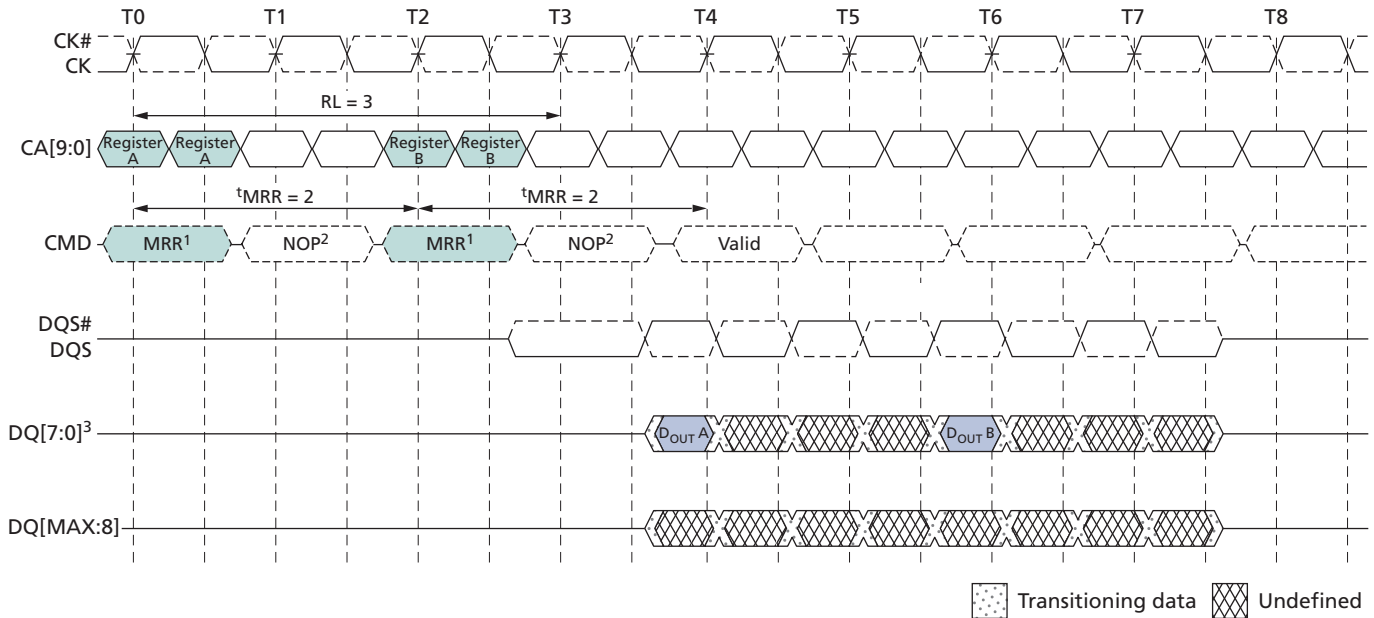 T0 T1 T2 T3 T4 T5 T6 T7 T8
CK#
CK
RL = 3
CA[9:0] Register A Register A Register B Register B
tMRR = 2 tMRR = 2
CMD MRR1 NOP2 MRR1 NOP2 Valid
DQS#
DQS
DQ[7:0]3 DOUT A DOUT B
DQ[MAX:8]
Transitioning data Undefined